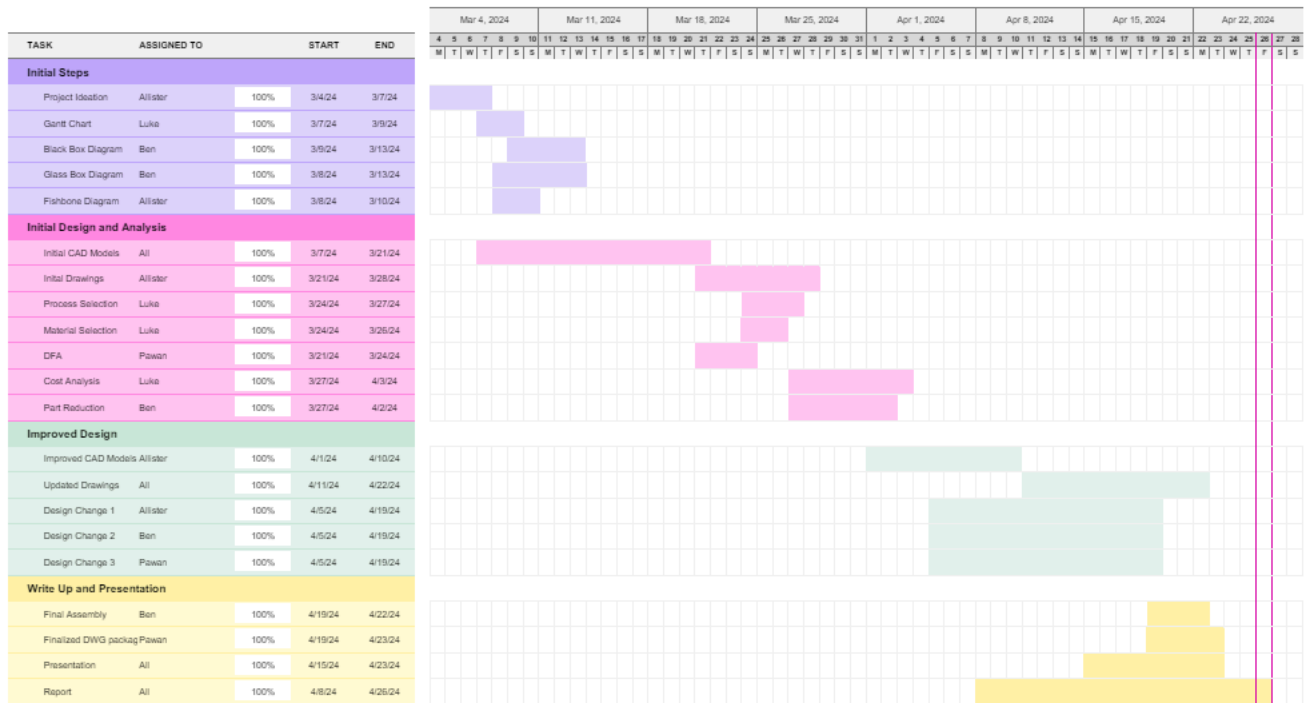 Mar 4, 2024 Mar 11, 2024 Mar 18, 2024 Mar 25, 2024 Apr 1, 2024 Apr 8, 2024 Apr 15, 2024 Apr 22, 2024
4 5 6 7 8 9 10 11 12 13 14 15 16 17 18 19 20 21 22 23 24 25 26 27 28 29 30 31 1 2 3 4 5 6 7 8 9 10 11 12 13 14 15 16 17 18 19 20 21 22 23 24 25 26 27 28
TASK ASSIGNED TO START END M T W T F S S M T W T F S S M T W T F S S M T W T F S S M T W T F S S M T W T F S S M T W T F S S M T W T F S S
Initial Steps
Project Ideation Allister 100% 3/4/24 3/7/24
Gantt Chart Luke 100% 3/7/24 3/9/24
Black Box Diagram Ben 100% 3/9/24 3/13/24
Glass Box Diagram Ben 100% 3/8/24 3/13/24
Fishbone Diagram Allister 100% 3/8/24 3/10/24
Initial Design and Analysis
Initial CAD Models All 100% 3/7/24 3/21/24
Inital Drawings Allister 100% 3/21/24 3/28/24
Process Selection Luke 100% 3/24/24 3/27/24
Material Selection Luke 100% 3/24/24 3/26/24
DFA Pawan 100% 3/21/24 3/24/24
Cost Analysis Luke 100% 3/27/24 4/3/24
Part Reduction Ben 100% 3/27/24 4/2/24
Improved Design
Improved CAD Models Allister 100% 4/1/24 4/10/24
Updated Drawings All 100% 4/11/24 4/22/24
Design Change 1 Allister 100% 4/5/24 4/19/24
Design Change 2 Ben 100% 4/5/24 4/19/24
Design Change 3 Pawan 100% 4/5/24 4/19/24
Write Up and Presentation
Final Assembly Ben 100% 4/19/24 4/22/24
Finalized DWG packag Pawan 100% 4/19/24 4/23/24
Presentation All 100% 4/15/24 4/23/24
Report All 100% 4/8/24 4/26/24